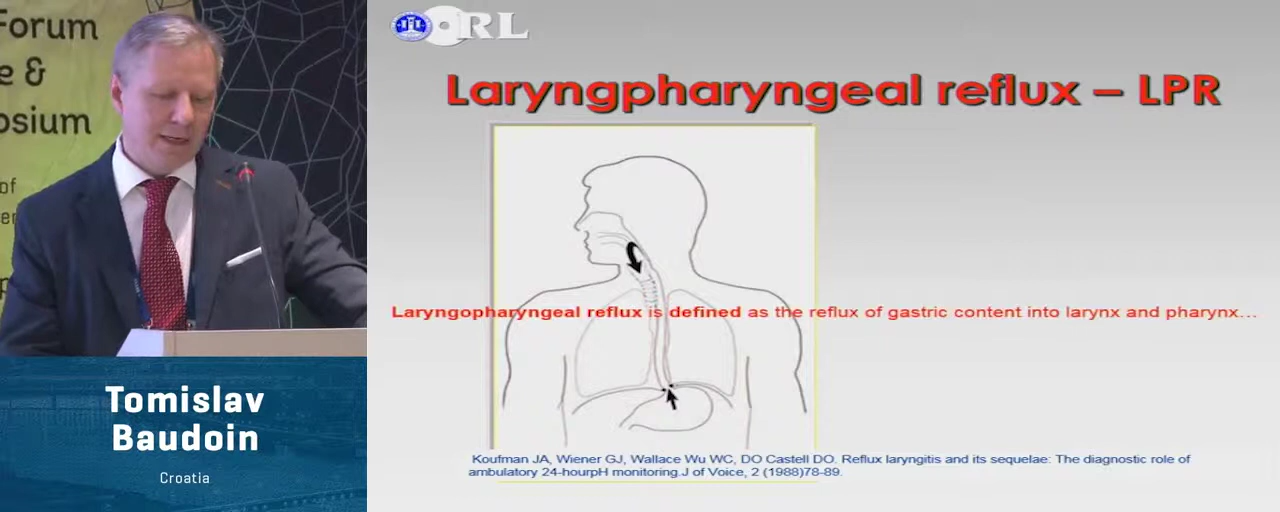 Forum
e &
osium
of
er
p
Tomislav
Baudoin
Croatia
ORL
Laryngpharyngeal reflux – LPR
Laryngopharyngeal reflux is defined as the reflux of gastric content into larynx and pharynx...
Koufman JA, Wiener GJ, Wallace Wu WC, DO Castell DO. Reflux laryngitis and its sequelae: The diagnostic role of
ambulatory 24-hourpH monitoring.J of Voice, 2 (1988)78-89.